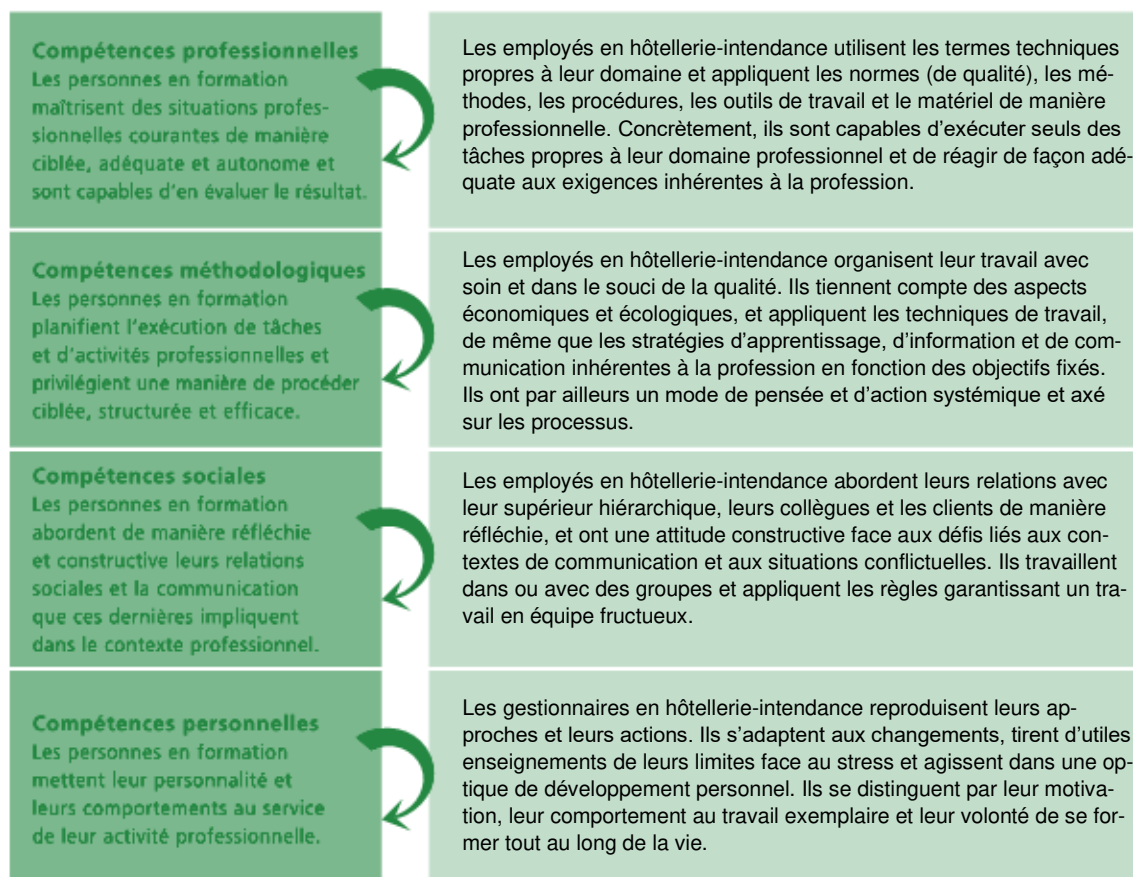 Compétences professionnelles
Les personnes en formation
maîtrisent des situations profes-
sionnelles courantes de manière
ciblée, adéquate et autonome et
sont capables d'en évaluer le résultat.
Les employés en hôtellerie-intendance utilisent les termes techniques
propres à leur domaine et appliquent les normes (de qualité), les mé-
thodes, les procédures, les outils de travail et le matériel de manière
professionnelle. Concrètement, ils sont capables d'exécuter seuls des
tâches propres à leur domaine professionnel et de réagir de façon adé-
quate aux exigences inhérentes à la profession.
Compétences méthodologiques
Les personnes en formation
planifient l'exécution de tâches
et d'activités professionnelles et
privilégient une manière de procéder
ciblée, structurée et efficace.
Les employés en hôtellerie-intendance organisent leur travail avec
soin et dans le souci de la qualité. Ils tiennent compte des aspects
économiques et écologiques, et appliquent les techniques de travail,
de même que les stratégies d'apprentissage, d'information et de com-
munication inhérentes à la profession en fonction des objectifs fixés.
Ils ont par ailleurs un mode de pensée et d'action systémique et axé
sur les processus.
Compétences sociales
Les personnes en formation
abordent de manière réfléchie
et constructive leurs relations
sociales et la communication
que ces dernières impliquent
dans le contexte professionnel.
Les employés en hôtellerie-intendance abordent leurs relations avec
leur supérieur hiérarchique, leurs collègues et les clients de manière
réfléchie, et ont une attitude constructive face aux défis liés aux con-
textes de communication et aux situations conflictuelles. Ils travaillent
dans ou avec des groupes et appliquent les règles garantissant un tra-
vail en équipe fructueux.
Compétences personnelles
Les personnes en formation
mettent leur personnalité et
leurs comportements au service
de leur activité professionnelle.
Les gestionnaires en hôtellerie-intendance reproduisent leurs ap-
proches et leurs actions. Ils s'adaptent aux changements, tirent d'utiles
enseignements de leurs limites face au stress et agissent dans une op-
tique de développement personnel. Ils se distinguent par leur motiva-
tion, leur comportement au travail exemplaire et leur volonté de se for-
mer tout au long de la vie.